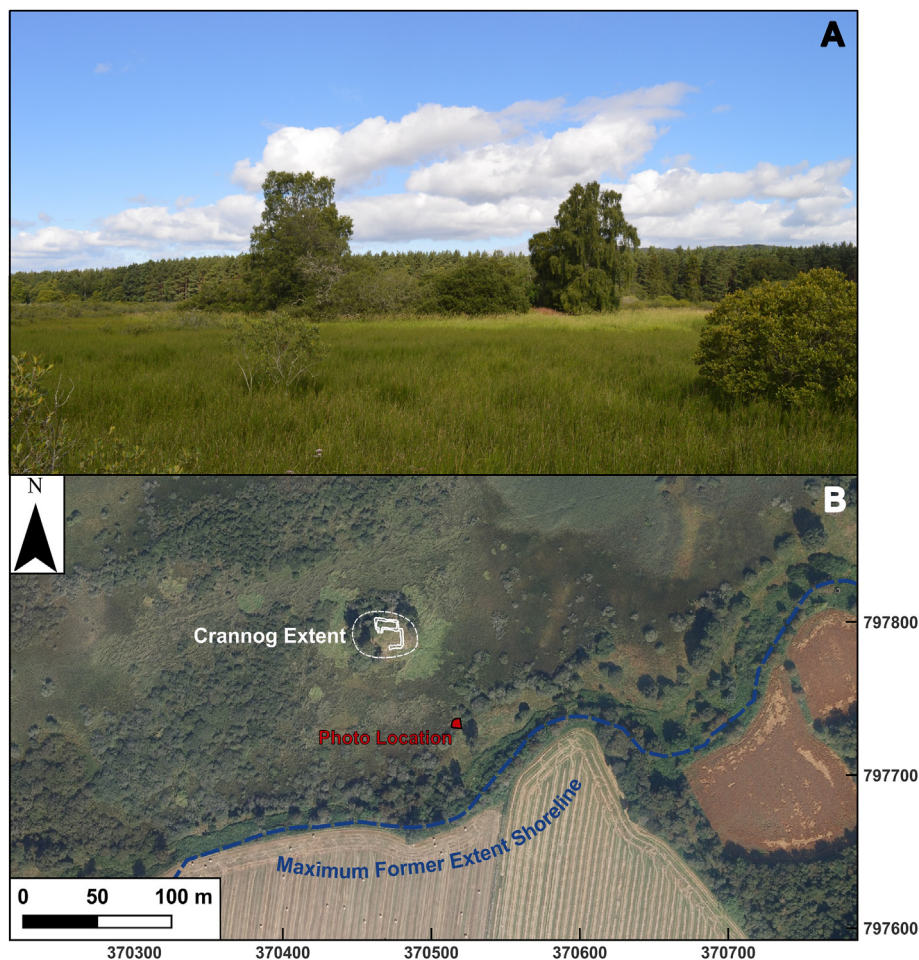 A
N
B
Crannog Extent
Photo Location
Maximum Former Extent Shoreline
0 50 100 m
797800
797700
797600
370300 370400 370500 370600 370700